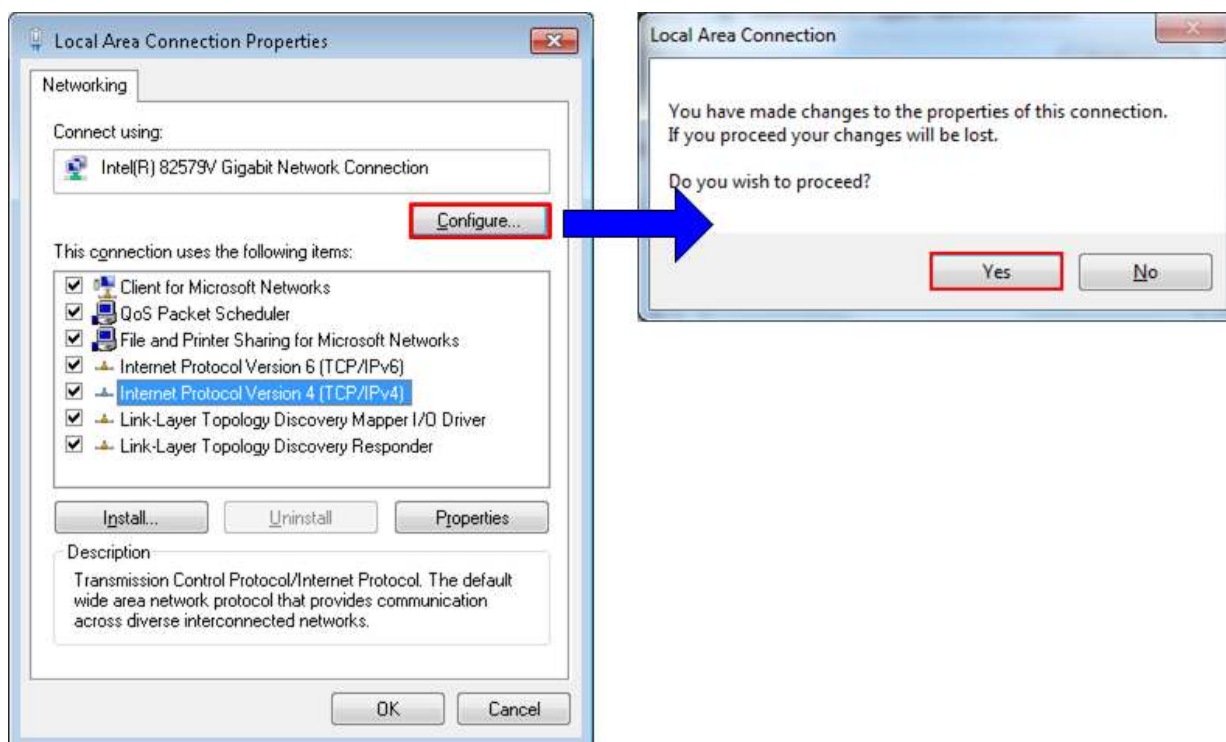 Local Area Connection Properties
Networking
Connect using:
Intel(R) 82579V Gigabit Network Connection
Configure...
This connection uses the following items:
Client for Microsoft Networks
QoS Packet Scheduler
File and Printer Sharing for Microsoft Networks
Internet Protocol Version 6 (TCP/IPv6)
Internet Protocol Version 4 (TCP/IPv4)
Link-Layer Topology Discovery Mapper I/O Driver
Link-Layer Topology Discovery Responder
Install...
Uninstall
Properties
Description
Transmission Control Protocol/Internet Protocol. The default
wide area network protocol that provides communication
across diverse interconnected networks.
OK
Cancel
Local Area Connection
You have made changes to the properties of this connection.
If you proceed your changes will be lost.
Do you wish to proceed?
Yes
No